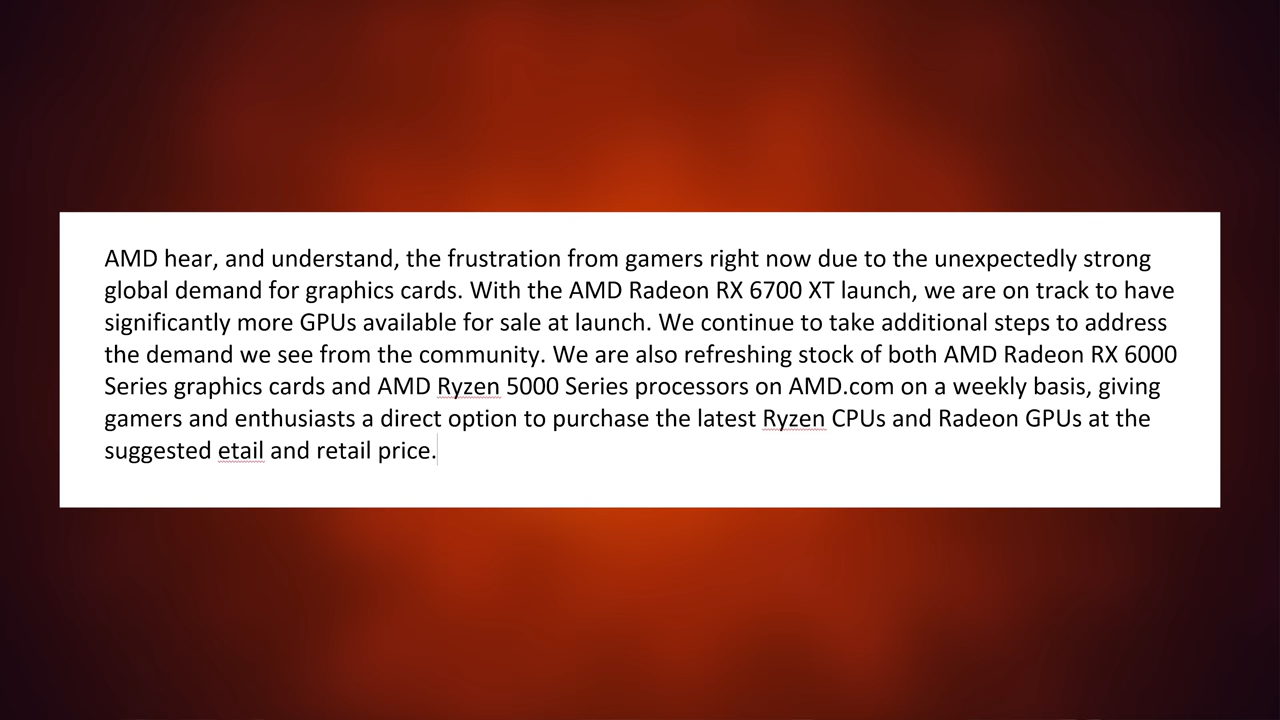 AMD hear, and understand, the frustration from gamers right now due to the unexpectedly strong
global demand for graphics cards. With the AMD Radeon RX 6700 XT launch, we are on track to have
significantly more GPUs available for sale at launch. We continue to take additional steps to address
the demand we see from the community. We are also refreshing stock of both AMD Radeon RX 6000
Series graphics cards and AMD Ryzen 5000 Series processors on AMD.com on a weekly basis, giving
gamers and enthusiasts a direct option to purchase the latest Ryzen CPUs and Radeon GPUs at the
suggested etail and retail price.